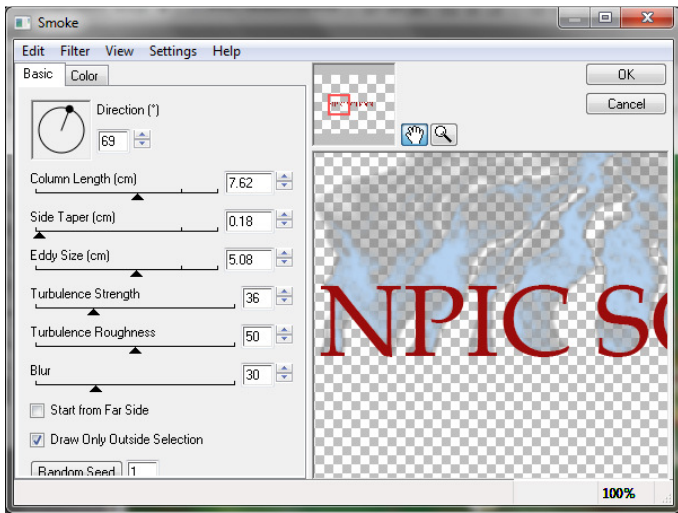 Smoke
Edit Filter View Settings Help
Basic Color
OK
Cancel
Direction (°)
69
Column Length (cm)
7.62
Side Taper (cm)
0.18
Eddy Size (cm)
5.08
Turbulence Strength
36
Turbulence Roughness
50
Blur
30
Start from Far Side
Draw Only Outside Selection
Random Seed 1
NPIC SC
100%